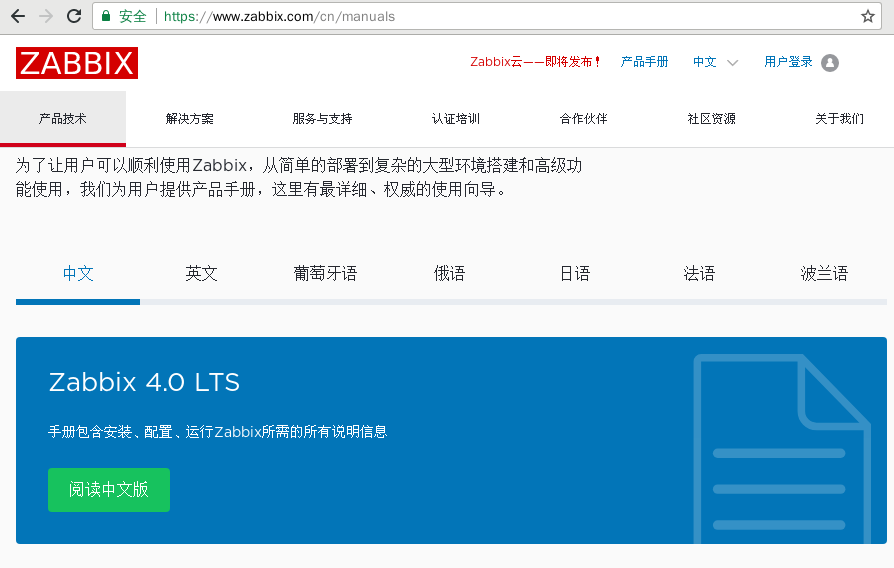 安全 https://www.zabbix.com/cn/manuals
ZABBIX Zabbix云——即将发布！ 产品手册 中文 用户登录
产品技术 解决方案 服务与支持 认证培训 合作伙伴 社区资源 关于我们
为了让用户可以顺利使用Zabbix，从简单的部署到复杂的大型环境搭建和高级功
能使用，我们为用户提供产品手册，这里有最详细、权威的使用向导。
中文 英文 葡萄牙语 俄语 日语 法语 波兰语
Zabbix 4.0 LTS
手册包含安装、配置、运行Zabbix所需的所有说明信息
阅读中文版